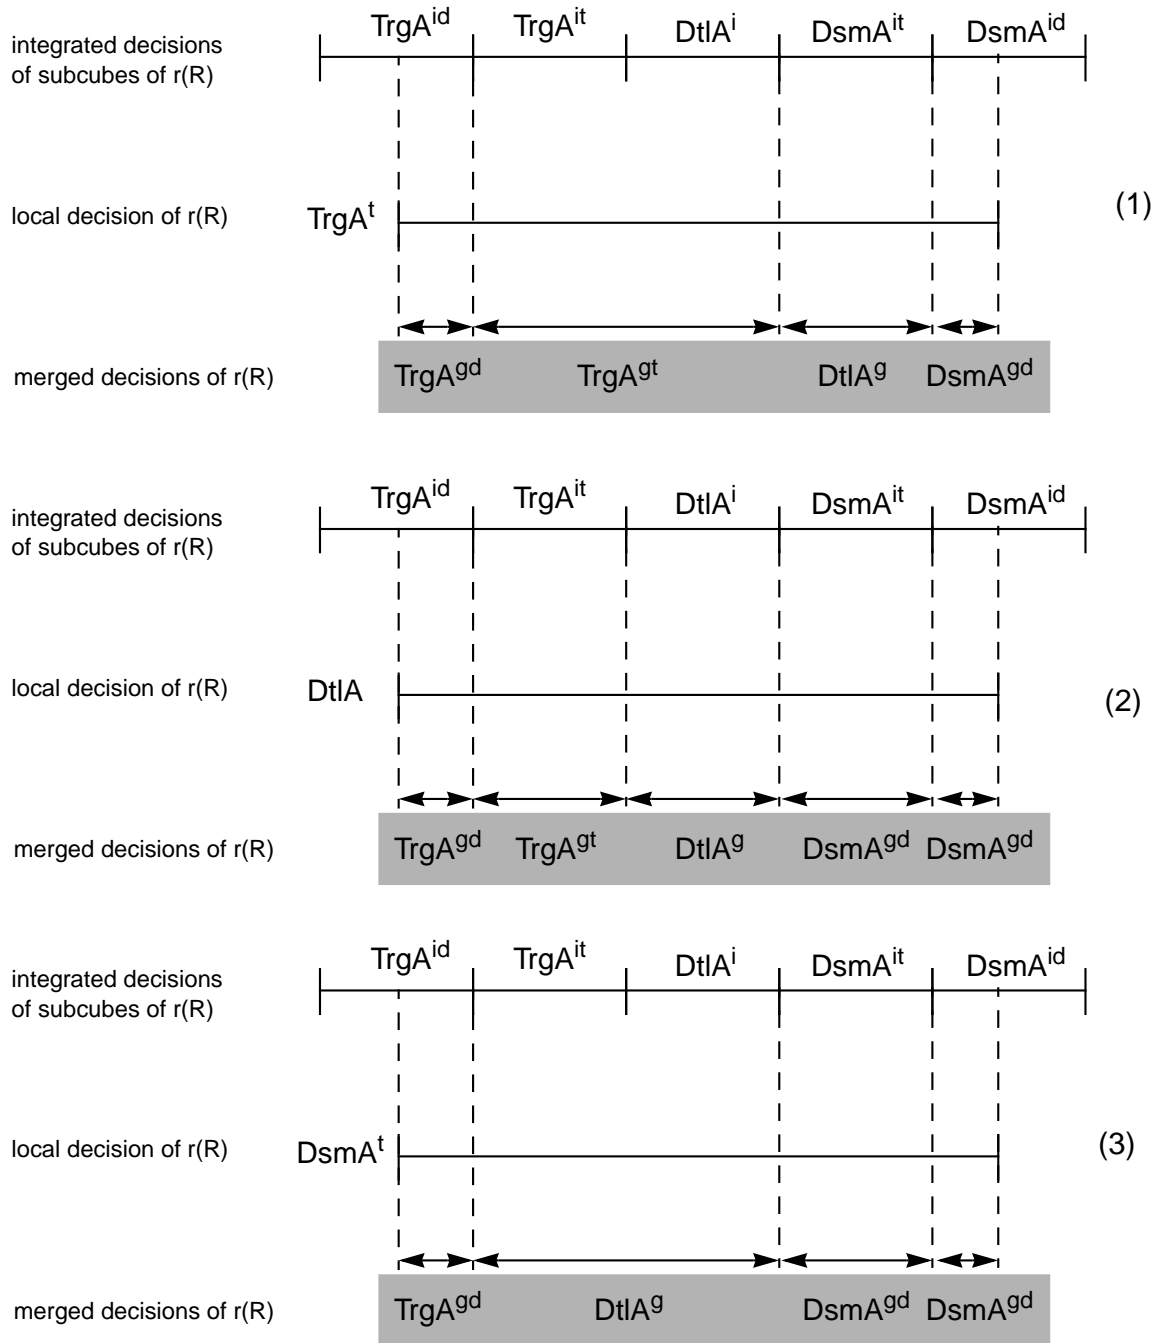 TrgA^id TrgA^it DtlA^i DsmA^it DsmA^id
integrated decisions
of subcubes of r(R)
local decision of r(R) TrgA^t (1)
merged decisions of r(R) TrgA^gd TrgA^gt DtlA^g DsmA^gd
TrgA^id TrgA^it DtlA^i DsmA^it DsmA^id
integrated decisions
of subcubes of r(R)
local decision of r(R) DtlA (2)
merged decisions of r(R) TrgA^gd TrgA^gt DtlA^g DsmA^gd DsmA^gd
TrgA^id TrgA^it DtlA^i DsmA^it DsmA^id
integrated decisions
of subcubes of r(R)
local decision of r(R) DsmA^t (3)
merged decisions of r(R) TrgA^gd DtlA^g DsmA^gd DsmA^gd